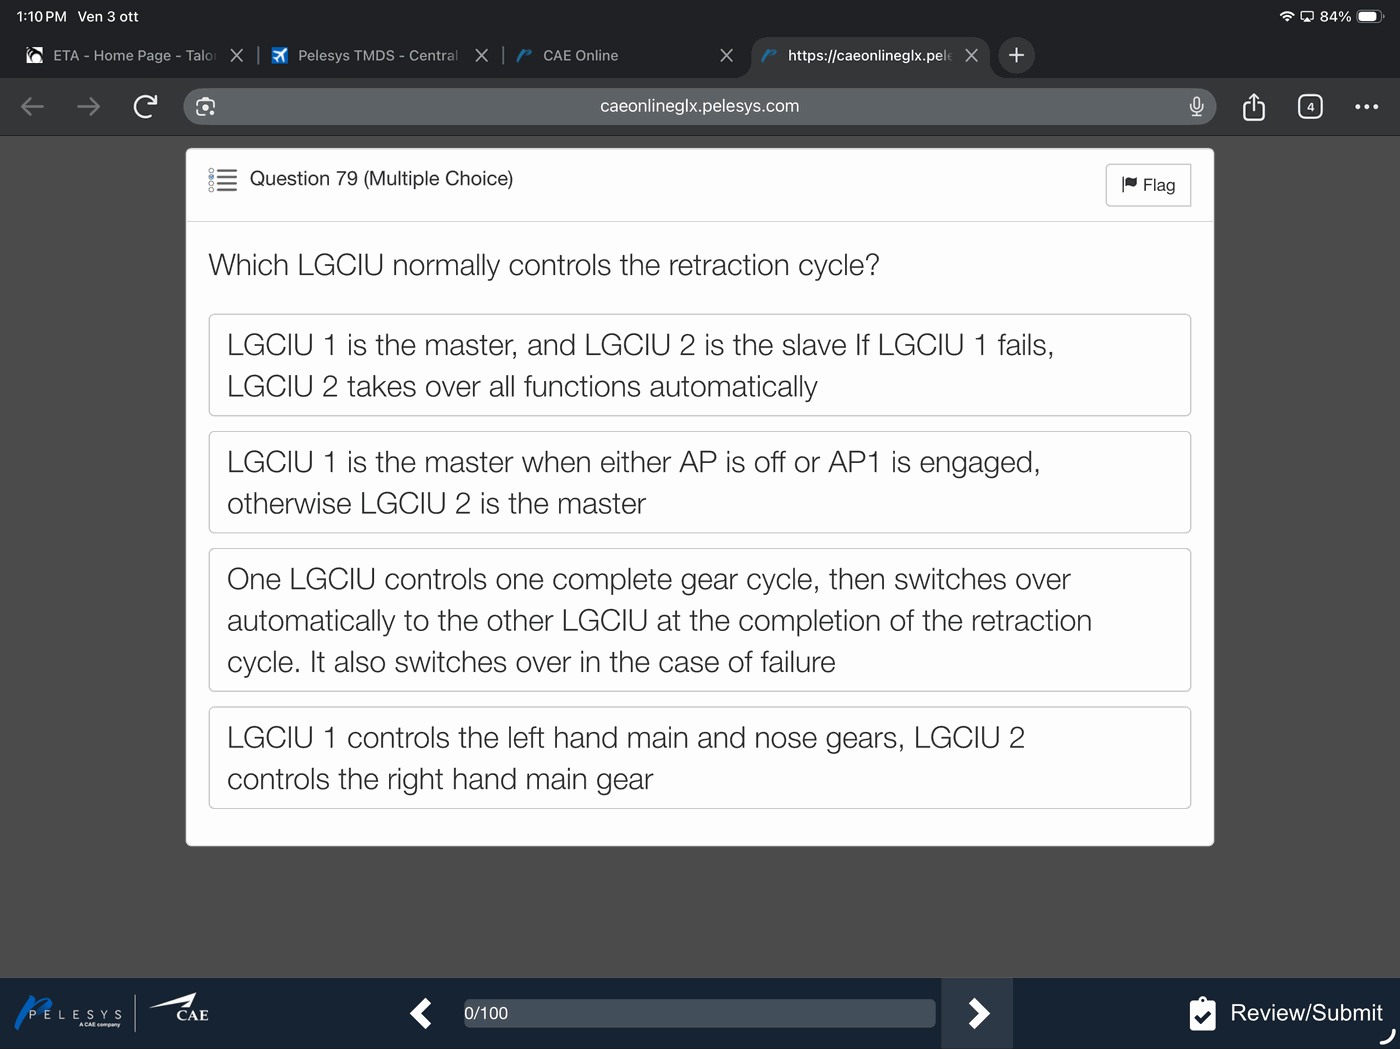 1:10 PM Ven 3 ott
84%
ETA - Home Page - Talo
Pelesys TMDS - Central
CAE Online
https://caeonlineglx.pele
caeonlineglx.pelesys.com
4
Question 79 (Multiple Choice)
Flag
Which LGCIU normally controls the retraction cycle?
LGCIU 1 is the master, and LGCIU 2 is the slave If LGCIU 1 fails,
LGCIU 2 takes over all functions automatically
LGCIU 1 is the master when either AP is off or AP1 is engaged,
otherwise LGCIU 2 is the master
One LGCIU controls one complete gear cycle, then switches over
automatically to the other LGCIU at the completion of the retraction
cycle. It also switches over in the case of failure
LGCIU 1 controls the left hand main and nose gears, LGCIU 2
controls the right hand main gear
PELESYS
A CAE company
CAE
0/100
Review/Submit